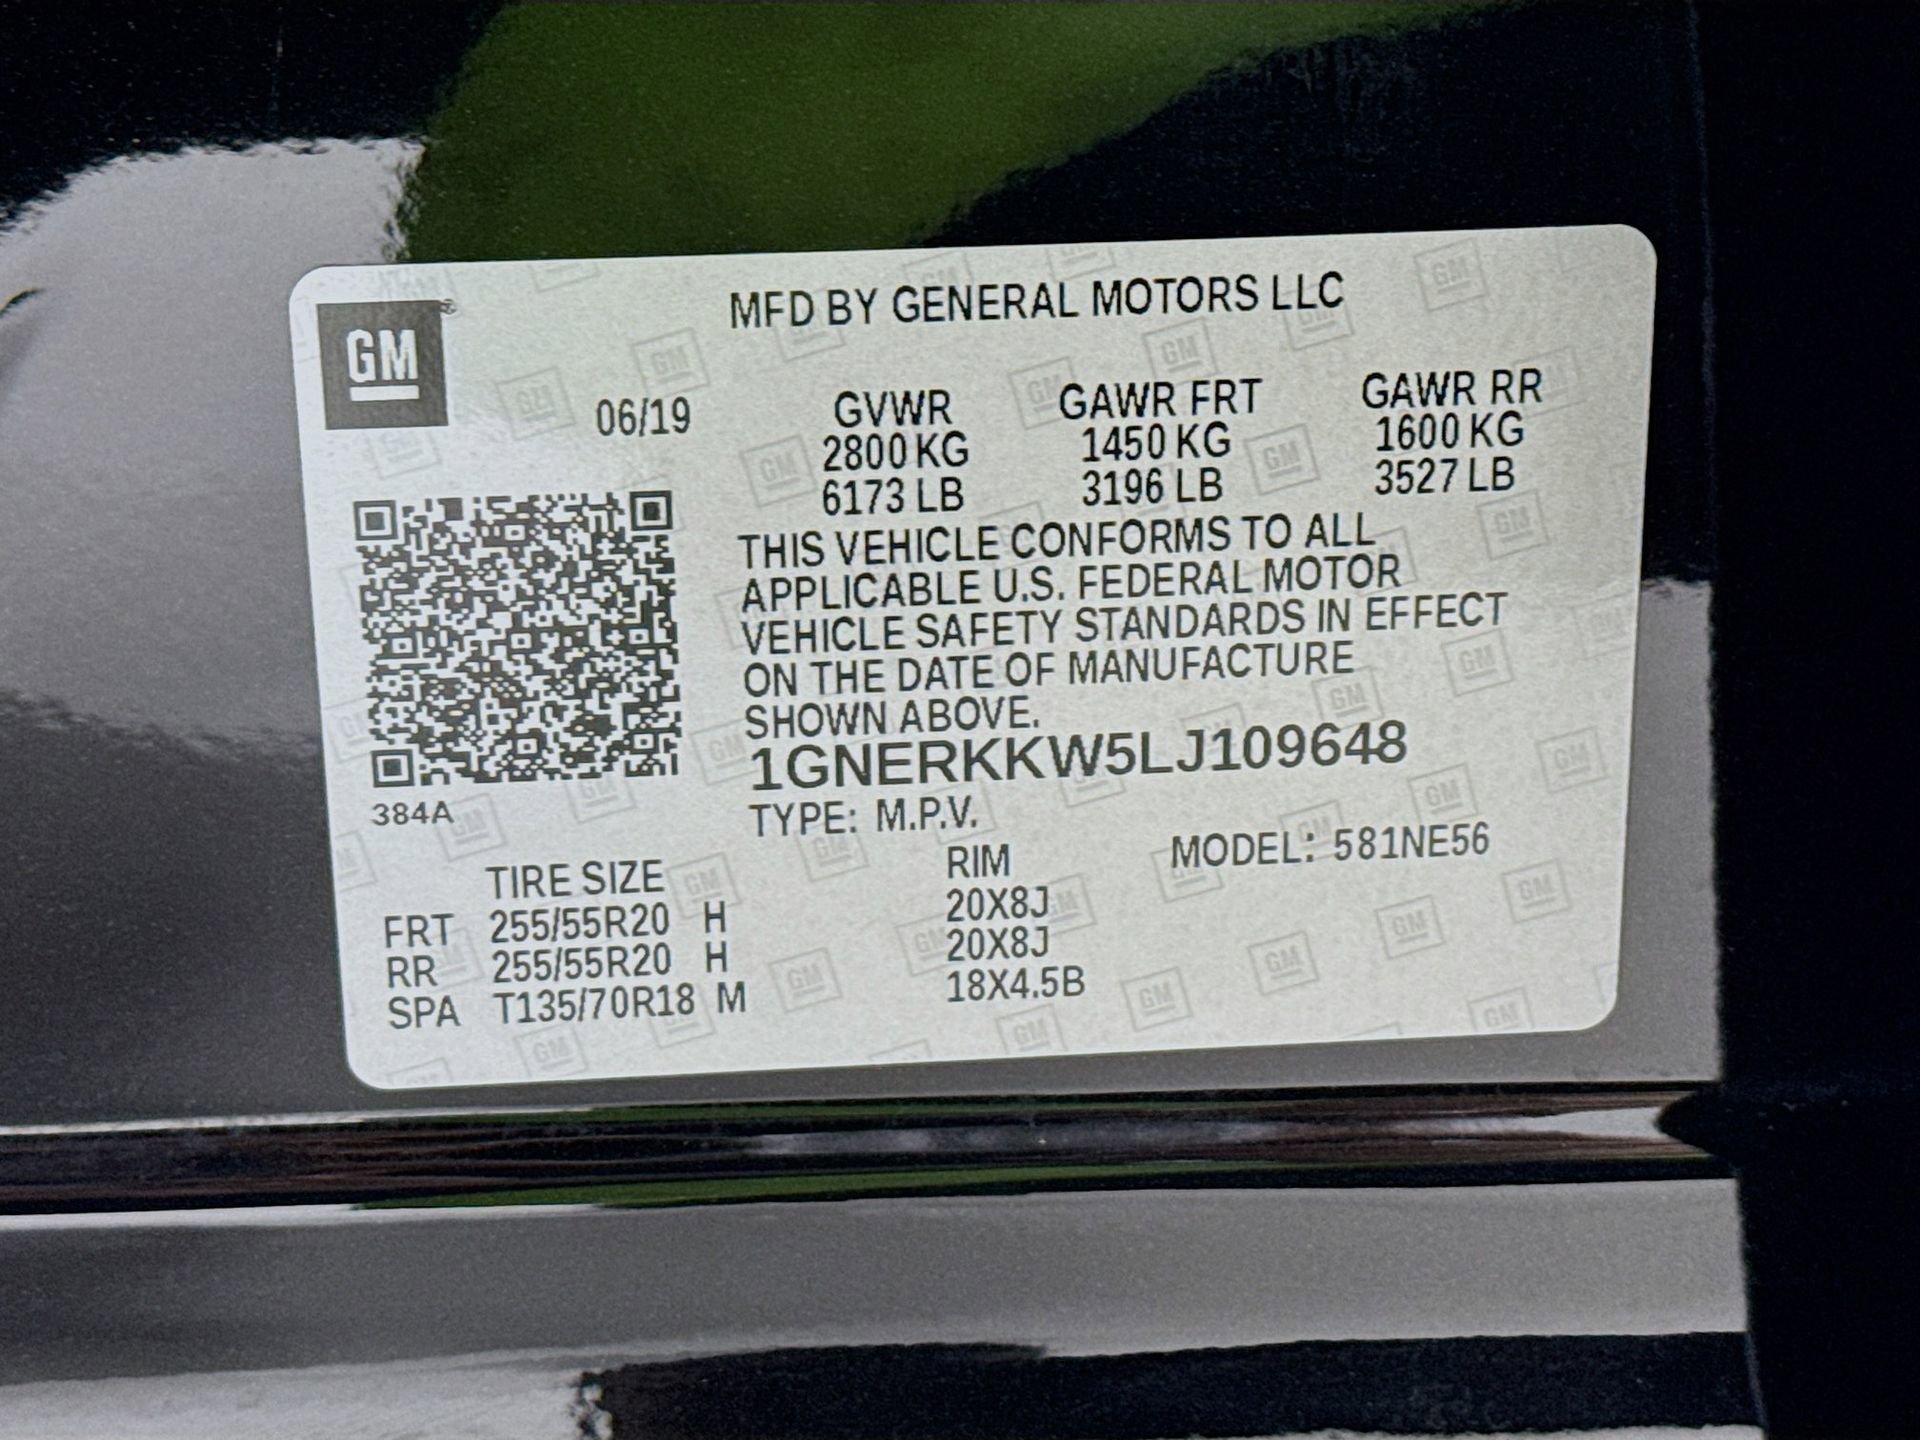 GM
MFD BY GENERAL MOTORS LLC
06/19 GVWR GAWR FRT GAWR RR
2800 KG 1450 KG 1600 KG
6173 LB 3196 LB 3527 LB
THIS VEHICLE CONFORMS TO ALL
APPLICABLE U.S. FEDERAL MOTOR
VEHICLE SAFETY STANDARDS IN EFFECT
ON THE DATE OF MANUFACTURE
SHOWN ABOVE.
1GNERKKW5LJ109648
384A
TYPE: M.P.V.
MODEL: 581NE56
TIRE SIZE RIM
FRT 255/55R20 H 20X8J
RR 255/55R20 H 20X8J
SPA T135/70R18 M 18X4.5B